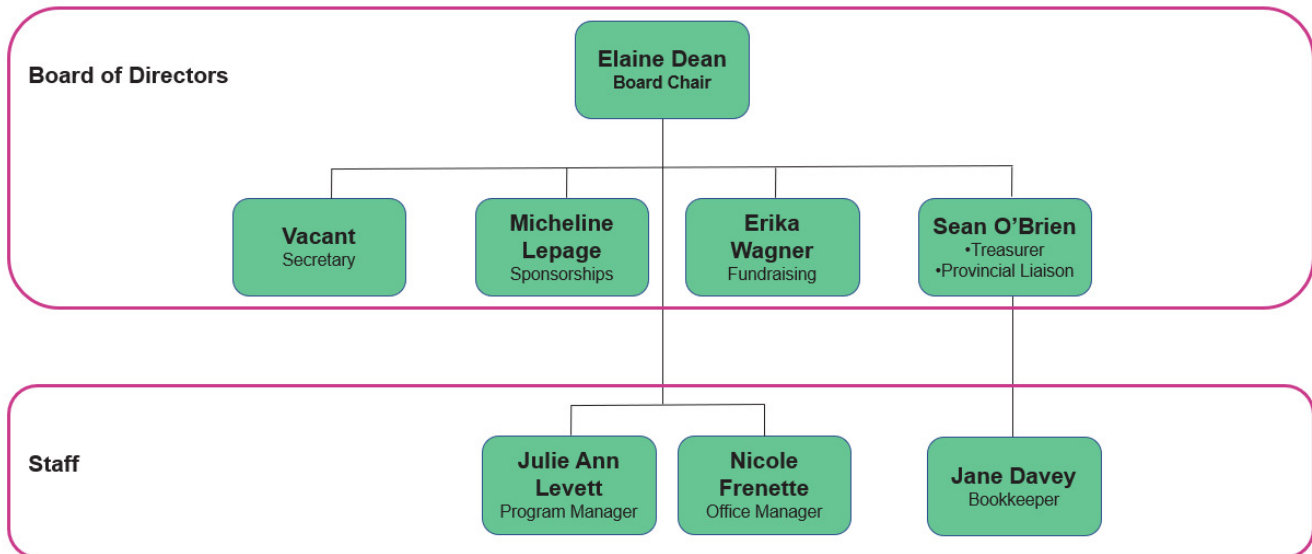 Elaine Dean
Board Chair
Board of Directors
Vacant
Secretary
Micheline
Lepage
Sponsorships
Erika
Wagner
Fundraising
Sean O’Brien
•Treasurer
•Provincial Liaison
Staff
Julie Ann
Levett
Program Manager
Nicole
Frenette
Office Manager
Jane Davey
Bookkeeper